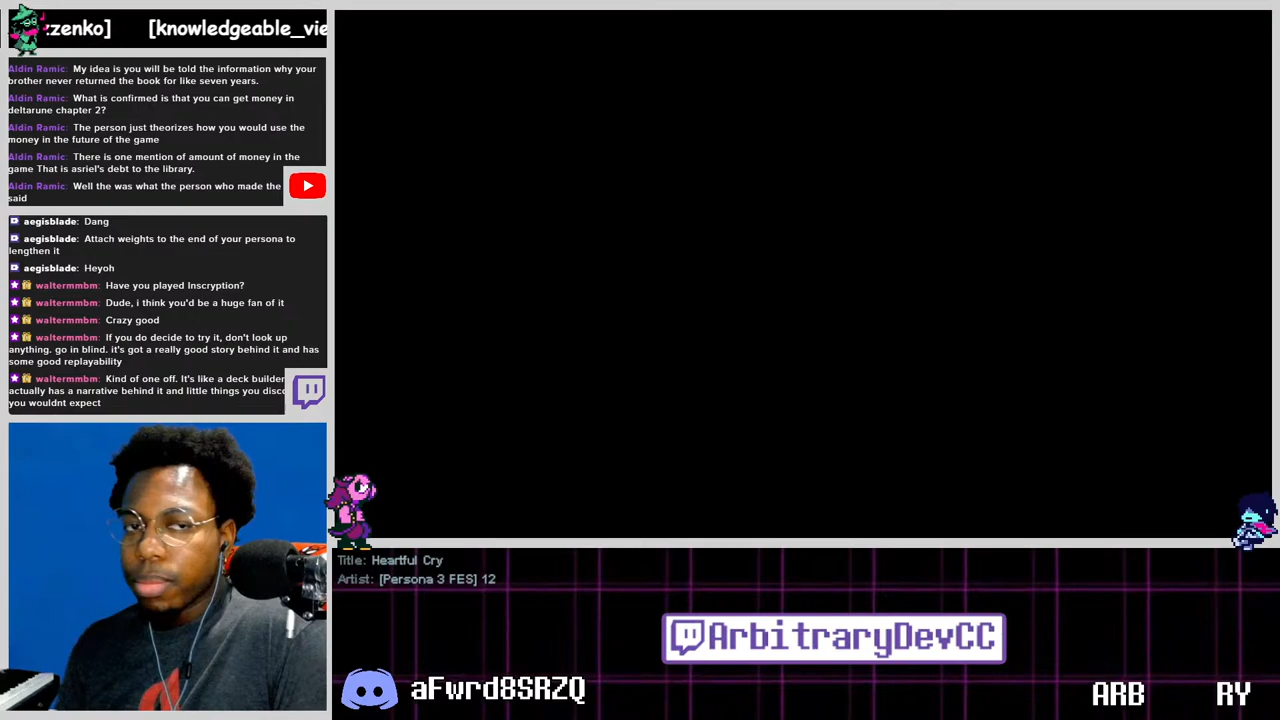 zenko] [knowledgeable_vie
Aldin Ramic: My idea is you will be told the information why your
brother never returned the book for like seven years.
Aldin Ramic: What is confirmed is that you can get money in
deltarune chapter 2?
Aldin Ramic: The person just theorizes how you would use the
money in the future of the game
Aldin Ramic: There is one mention of amount of money in the
game That is asriel's debt to the library.
Aldin Ramic: Well the was what the person who made the
said
aegisblade: Dang
aegisblade: Attach weights to the end of your persona to
lengthen it
aegisblade: Heyoh
waltermmbm: Have you played Inscryption?
waltermmbm: Dude, i think you'd be a huge fan of it
waltermmbm: Crazy good
waltermmbm: If you do decide to try it, don't look up
anything. go in blind. it's got a really good story behind it and has
some good replayability
waltermmbm: Kind of one off. It's like a deck builder
actually has a narrative behind it and little things you disc
you wouldnt expect
Title: Heartful Cry
Artist: [Persona 3 FES] 12
@ArbitraryDevCC
aFwrd8SRZQ
ARB RY